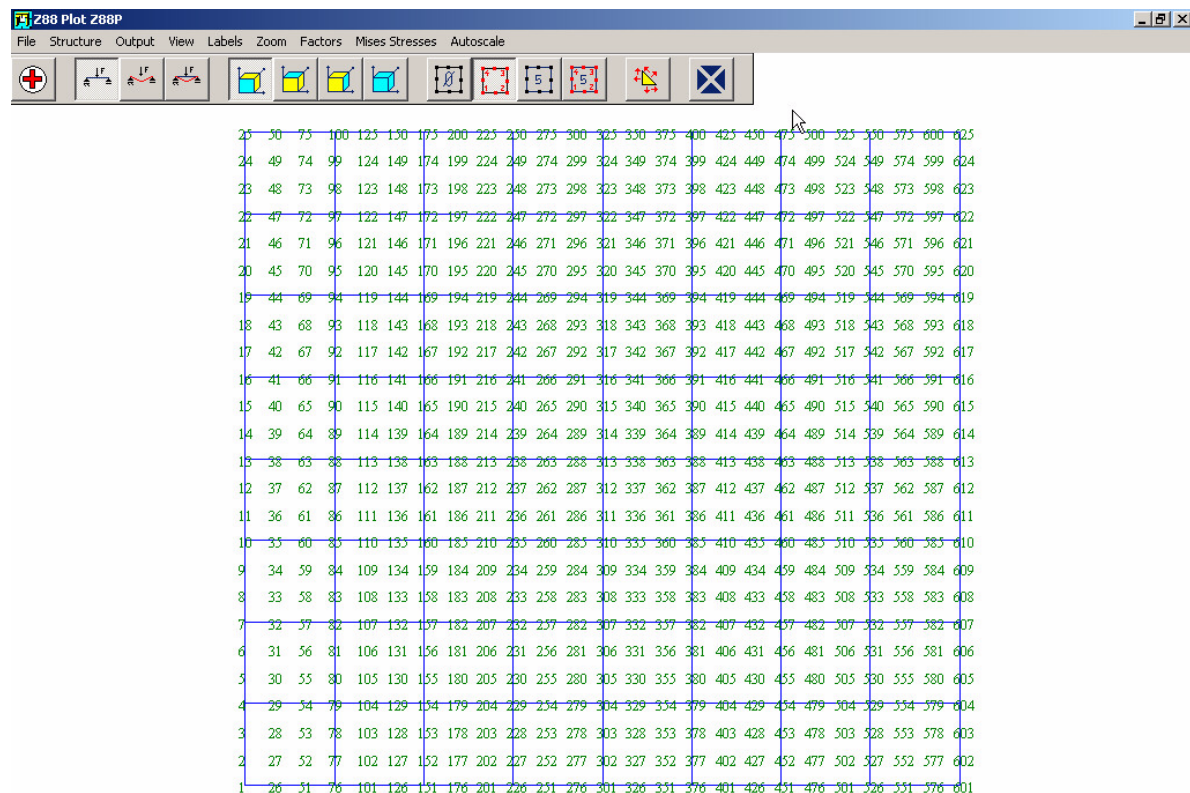 Z88 Plot Z88P
File Structure Output View Labels Zoom Factors Mises Stresses Autoscale
F F F 0 4 3 1 2 5 4 3 5 1 2
25 50 75 100 125 150 175 200 225 250 275 300 325 350 375 400 425 450 475 500 525 550 575 600 625
24 49 74 99 124 149 174 199 224 249 274 299 324 349 374 399 424 449 474 499 524 549 574 599 624
23 48 73 98 123 148 173 198 223 248 273 298 323 348 373 398 423 448 473 498 523 548 573 598 623
22 47 72 97 122 147 172 197 222 247 272 297 322 347 372 397 422 447 472 497 522 547 572 597 622
21 46 71 96 121 146 171 196 221 246 271 296 321 346 371 396 421 446 471 496 521 546 571 596 621
20 45 70 95 120 145 170 195 220 245 270 295 320 345 370 395 420 445 470 495 520 545 570 595 620
19 44 69 94 119 144 169 194 219 244 269 294 319 344 369 394 419 444 469 494 519 544 569 594 619
18 43 68 93 118 143 168 193 218 243 268 293 318 343 368 393 418 443 468 493 518 543 568 593 618
17 42 67 92 117 142 167 192 217 242 267 292 317 342 367 392 417 442 467 492 517 542 567 592 617
16 41 66 91 116 141 166 191 216 241 266 291 316 341 366 391 416 441 466 491 516 541 566 591 616
15 40 65 90 115 140 165 190 215 240 265 290 315 340 365 390 415 440 465 490 515 540 565 590 615
14 39 64 89 114 139 164 189 214 239 264 289 314 339 364 389 414 439 464 489 514 539 564 589 614
13 38 63 88 113 138 163 188 213 238 263 288 313 338 363 388 413 438 463 488 513 538 563 588 613
12 37 62 87 112 137 162 187 212 237 262 287 312 337 362 387 412 437 462 487 512 537 562 587 612
11 36 61 86 111 136 161 186 211 236 261 286 311 336 361 386 411 436 461 486 511 536 561 586 611
10 35 60 85 110 135 160 185 210 235 260 285 310 335 360 385 410 435 460 485 510 535 560 585 610
9 34 59 84 109 134 159 184 209 234 259 284 309 334 359 384 409 434 459 484 509 534 559 584 609
8 33 58 83 108 133 158 183 208 233 258 283 308 333 358 383 408 433 458 483 508 533 558 583 608
7 32 57 82 107 132 157 182 207 232 257 282 307 332 357 382 407 432 457 482 507 532 557 582 607
6 31 56 81 106 131 156 181 206 231 256 281 306 331 356 381 406 431 456 481 506 531 556 581 606
5 30 55 80 105 130 155 180 205 230 255 280 305 330 355 380 405 430 455 480 505 530 555 580 605
4 29 54 79 104 129 154 179 204 229 254 279 304 329 354 379 404 429 454 479 504 529 554 579 604
3 28 53 78 103 128 153 178 203 228 253 278 303 328 353 378 403 428 453 478 503 528 553 578 603
2 27 52 77 102 127 152 177 202 227 252 277 302 327 352 377 402 427 452 477 502 527 552 577 602
1 26 51 76 101 126 151 176 201 226 251 276 301 326 351 376 401 426 451 476 501 526 551 576 601